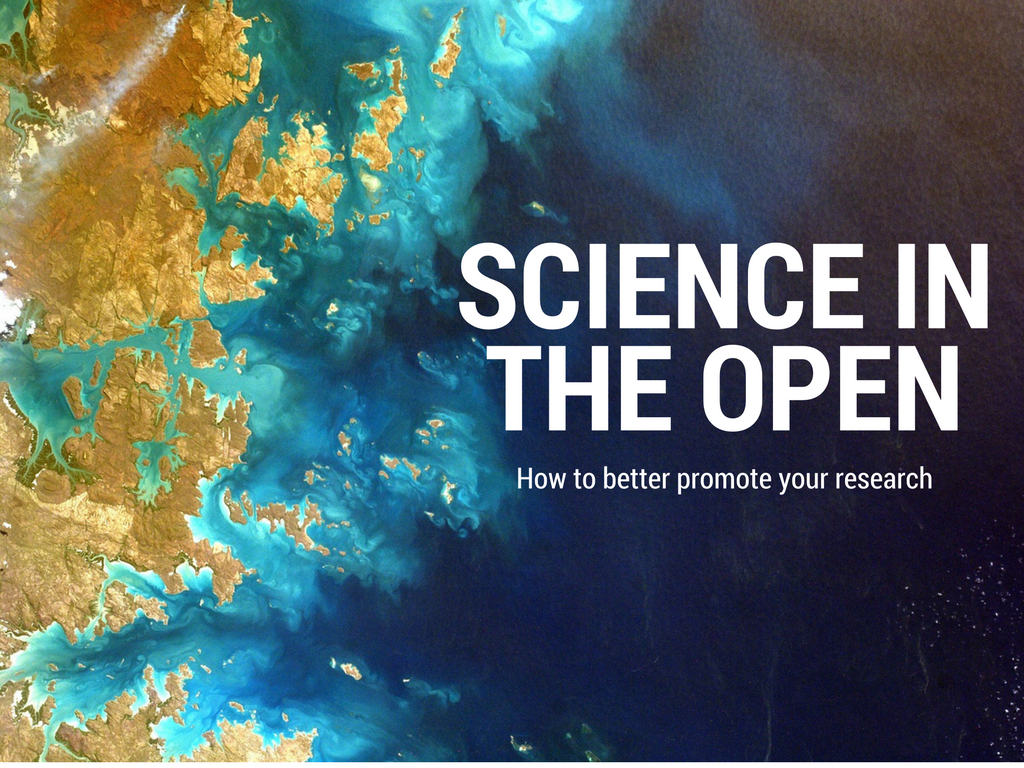 SCIENCE IN
THE OPEN
How to better promote your research